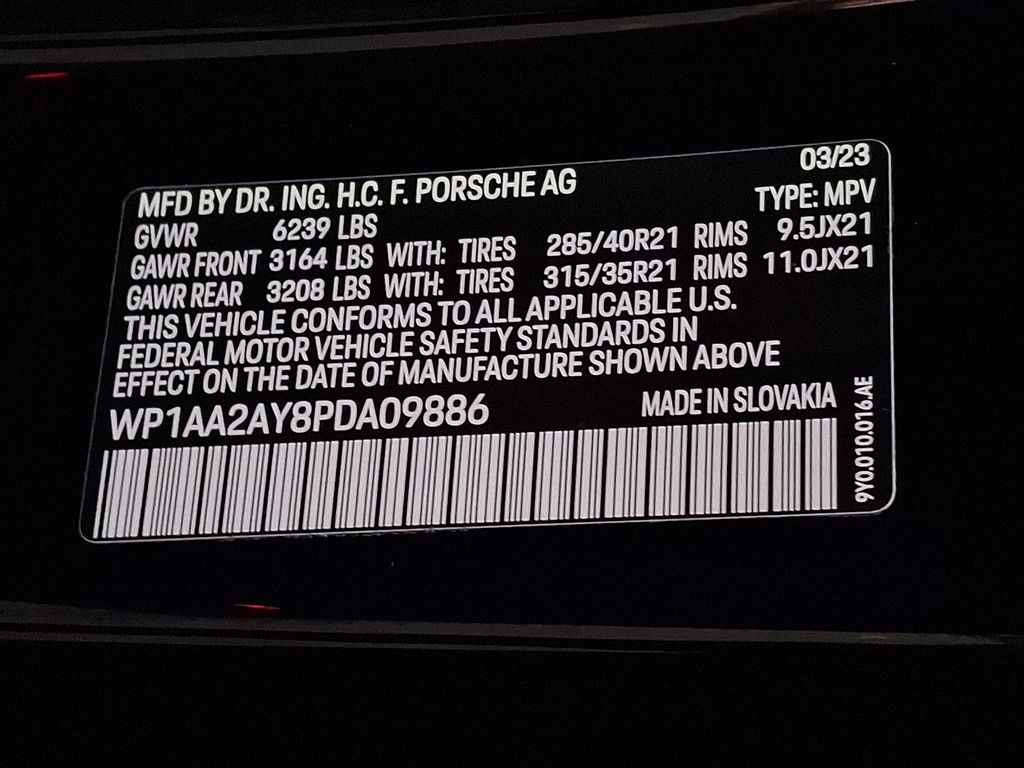 03/23
MFD BY DR. ING. H.C. F. PORSCHE AG TYPE: MPV
GVWR 6239 LBS
GAWR FRONT 3164 LBS WITH: TIRES 285/40R21 RIMS 9.5JX21
GAWR REAR 3208 LBS WITH: TIRES 315/35R21 RIMS 11.0JX21
THIS VEHICLE CONFORMS TO ALL APPLICABLE U.S.
FEDERAL MOTOR VEHICLE SAFETY STANDARDS IN
EFFECT ON THE DATE OF MANUFACTURE SHOWN ABOVE
WP1AA2AY8PDA09886 MADE IN SLOVAKIA
9Y0.010.016.AE